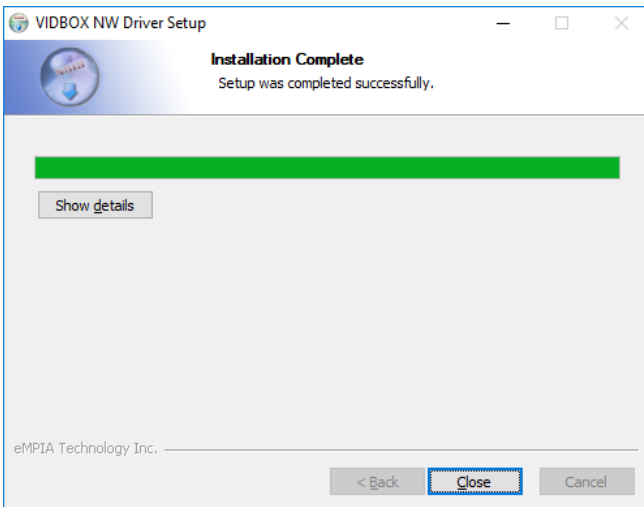 VIDBOX NW Driver Setup
Installation Complete
Setup was completed successfully.
Show details
eMPIA Technology Inc.
< Back Close Cancel